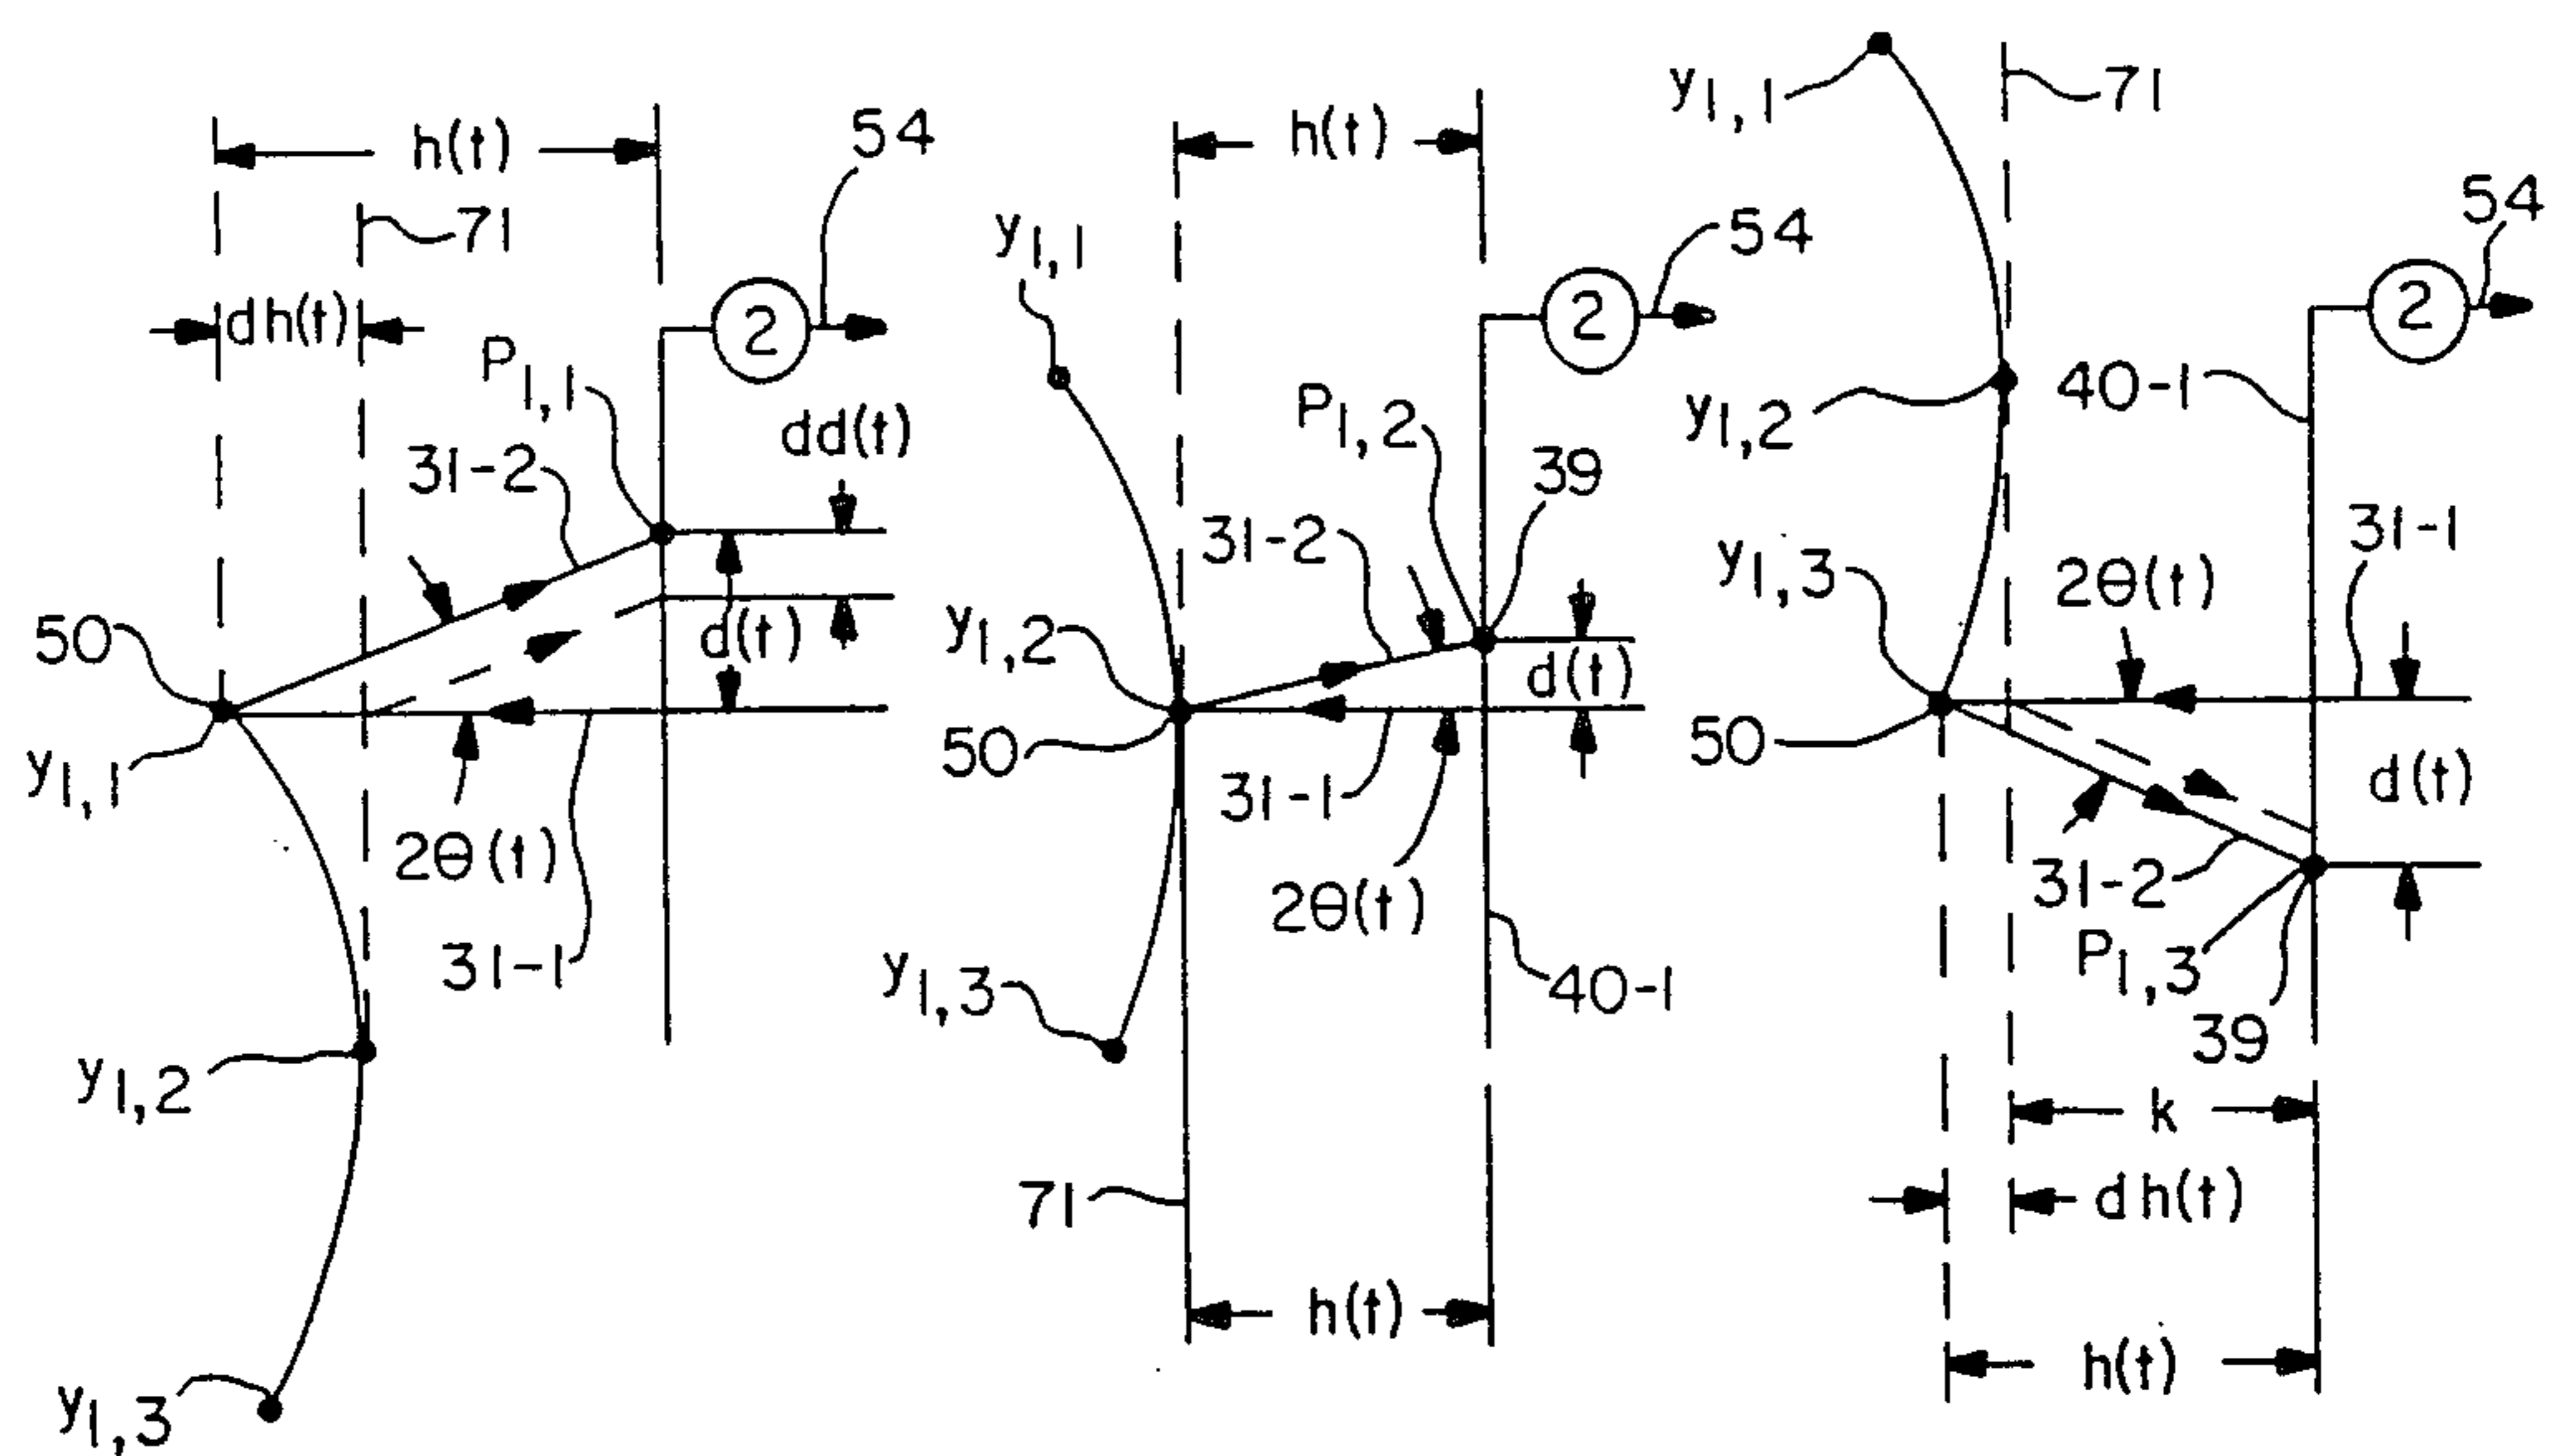 h(t)
54
71
dh(t)
2
P1,1
dd(t)
31-2
50
d(t)
y1,1
2θ(t)
31-1
y1,2
y1,3
h(t)
54
y1,1
2
P1,2
39
31-2
y1,2
d(t)
50
31-1
2θ(t)
y1,3
40-1
71
h(t)
y1,1
71
54
2
40-1
y1,2
31-1
y1,3
2θ(t)
50
d(t)
31-2
P1,3
39
k
dh(t)
h(t)